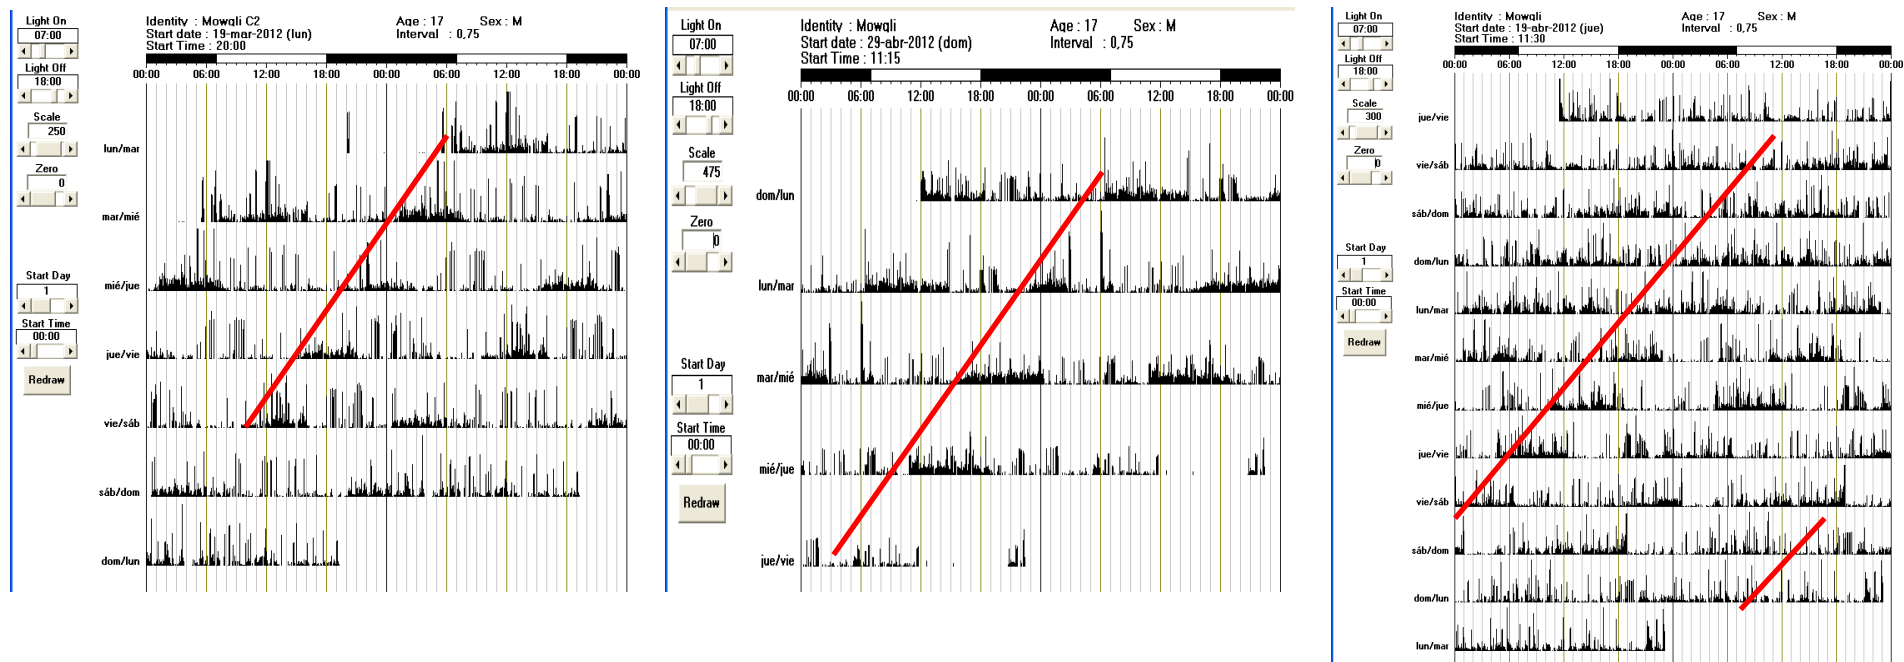 Light On
07:00
Light Off
18:00
Scale
250
Zero
0
Start Day
1
Start Time
00:00
Redraw
Identity : Mowgli C2 Age : 17 Sex : M
Start date : 19-mar-2012 (lun) Interval : 0,75
Start Time : 20:00
00:00 06:00 12:00 18:00 00:00 06:00 12:00 18:00 00:00
lun/mar
mar/mié
mié/jue
jue/vie
vie/sáb
sáb/dom
dom/lun
Light On
07:00
Light Off
18:00
Scale
475
Zero
0
Start Day
1
Start Time
00:00
Redraw
Identity : Mowgli Age : 17 Sex : M
Start date : 29-abr-2012 (dom) Interval : 0,75
Start Time : 11:15
00:00 06:00 12:00 18:00 00:00 06:00 12:00 18:00 00:00
dom/lun
lun/mar
mar/mié
mié/jue
jue/vie
Light On
07:00
Light Off
18:00
Scale
300
Zero
0
Start Day
1
Start Time
00:00
Redraw
Identity : Mowgli Age : 17 Sex : M
Start date : 19-abr-2012 (jue) Interval : 0,75
Start Time : 11:30
00:00 06:00 12:00 18:00 00:00 06:00 12:00 18:00 00:00
jue/vie
vie/sáb
sáb/dom
dom/lun
lun/mar
mar/mié
mié/jue
jue/vie
vie/sáb
sáb/dom
dom/lun
lun/mar